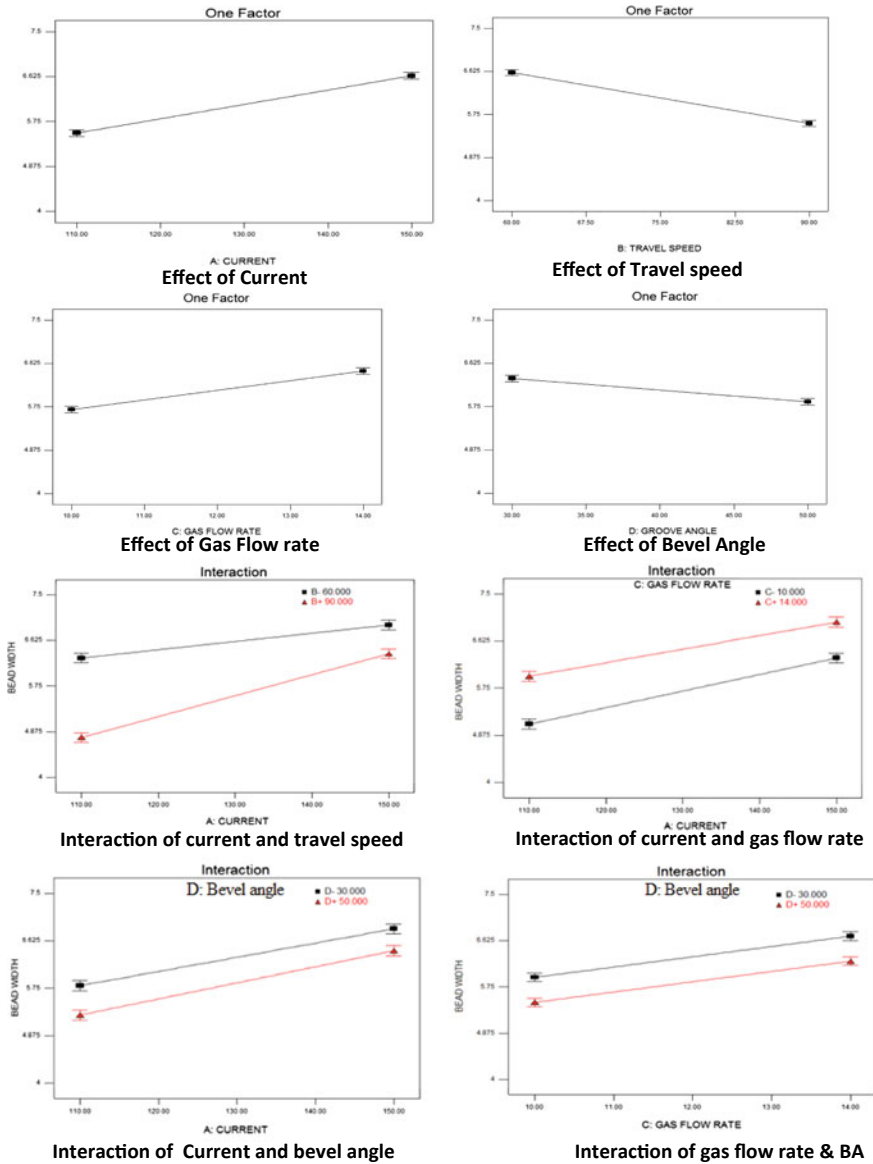 One Factor
7.5
6.625
5.75
4.875
4
110.00 120.00 130.00 140.00 150.00
A: CURRENT
Effect of Current
One Factor
7.5
6.625
5.75
4.875
4
60.00 67.50 75.00 82.50 90.00
B: TRAVEL SPEED
Effect of Travel speed
One Factor
7.5
6.625
5.75
4.875
4
10.00 11.00 12.00 13.00 14.00
C: GAS FLOW RATE
Effect of Gas Flow rate
One Factor
7.5
6.625
5.75
4.875
4
30.00 35.00 40.00 45.00 50.00
D: GROOVE ANGLE
Effect of Bevel Angle
Interaction
B- 60.000
B+ 90.000
BEAD WIDTH
7.5
6.625
5.75
4.875
4
110.00 120.00 130.00 140.00 150.00
A: CURRENT
Interaction of current and travel speed
Interaction
C: GAS FLOW RATE
C- 10.000
C+ 14.000
BEAD WIDTH
7.5
6.625
5.75
4.875
4
110.00 120.00 130.00 140.00 150.00
A: CURRENT
Interaction of current and gas flow rate
Interaction
D: Bevel angle
D- 30.000
D+ 50.000
BEAD WIDTH
7.5
6.625
5.75
4.875
4
110.00 120.00 130.00 140.00 150.00
A: CURRENT
Interaction of Current and bevel angle
Interaction
D: Bevel angle
D- 30.000
D+ 50.000
BEAD WIDTH
7.5
6.625
5.75
4.875
4
10.00 11.00 12.00 13.00 14.00
C: GAS FLOW RATE
Interaction of gas flow rate & BA